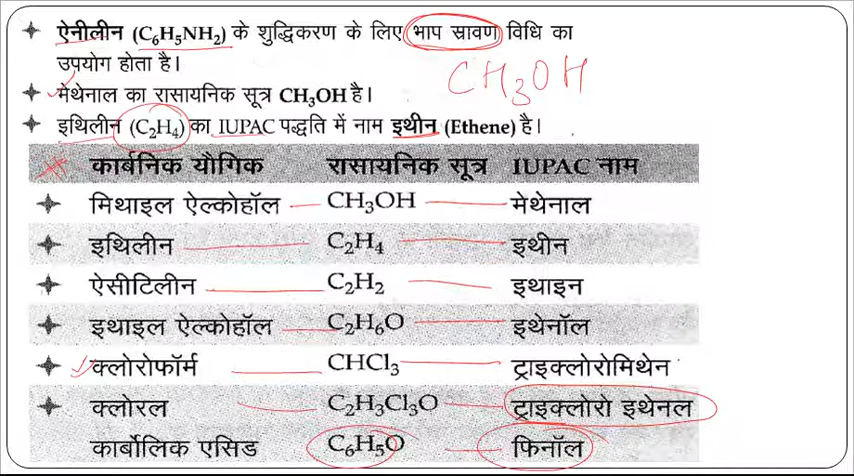 ऐनीलीन (C₆H₅NH₂) के शुद्धिकरण के लिए भाप स्रावण विधि का
उपयोग होता है।
CH₃OH
मेथेनाल का रासायनिक सूत्र CH₃OH है।
इथिलीन (C₂H₄) का IUPAC पद्धति में नाम इथीन (Ethene) है।
कार्बनिक यौगिक रासायनिक सूत्र IUPAC नाम
मिथाइल ऐल्कोहॉल CH₃OH मेथेनाल
इथिलीन C₂H₄ इथीन
ऐसीटिलीन C₂H₂ इथाइन
इथाइल ऐल्कोहॉल C₂H₆O इथेनॉल
क्लोरोफॉर्म CHCl₃ ट्राइक्लोरोमिथेन
क्लोरल C₂H₃Cl₃O ट्राइक्लोरो इथेनल
कार्बोलिक एसिड C₆H₅O फिनॉल